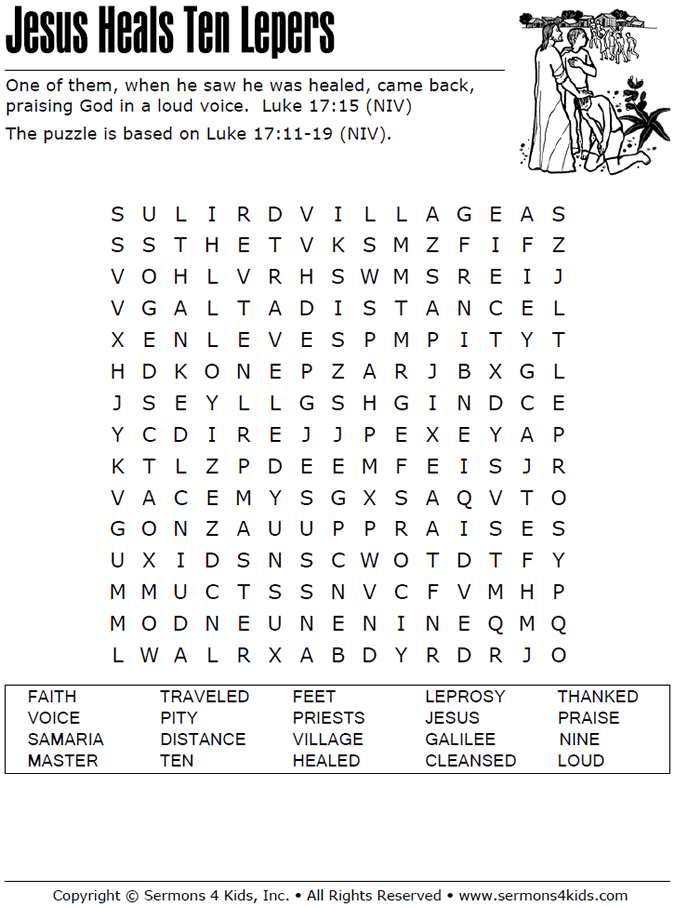 Jesus Heals Ten Lepers
One of them, when he saw he was healed, came back,
praising God in a loud voice. Luke 17:15 (NIV)
The puzzle is based on Luke 17:11-19 (NIV).
S U L I R D V I L L A G E A S
S S T H E T V K S M Z F I F Z
V O H L V R H S W M S R E I J
V G A L T A D I S T A N C E L
X E N L E V E S P M P I T Y T
H D K O N E P Z A R J B X G L
J S E Y L L G S H G I N D C E
Y C D I R E J J P E X E Y A P
K T L Z P D E E M F E I S J R
V A C E M Y S G X S A Q V T O
G O N Z A U U P P R A I S E S
U X I D S N S C W O T D T F Y
M M U C T S S N V C F V M H P
M O D N E U N E N I N E Q M Q
L W A L R X A B D Y R D R J O
FAITH TRAVELED FEET LEPROSY THANKED
VOICE PITY PRIESTS JESUS PRAISE
SAMARIA DISTANCE VILLAGE GALILEE NINE
MASTER TEN HEALED CLEANSED LOUD
Copyright © Sermons 4 Kids, Inc. • All Rights Reserved • www.sermons4kids.com